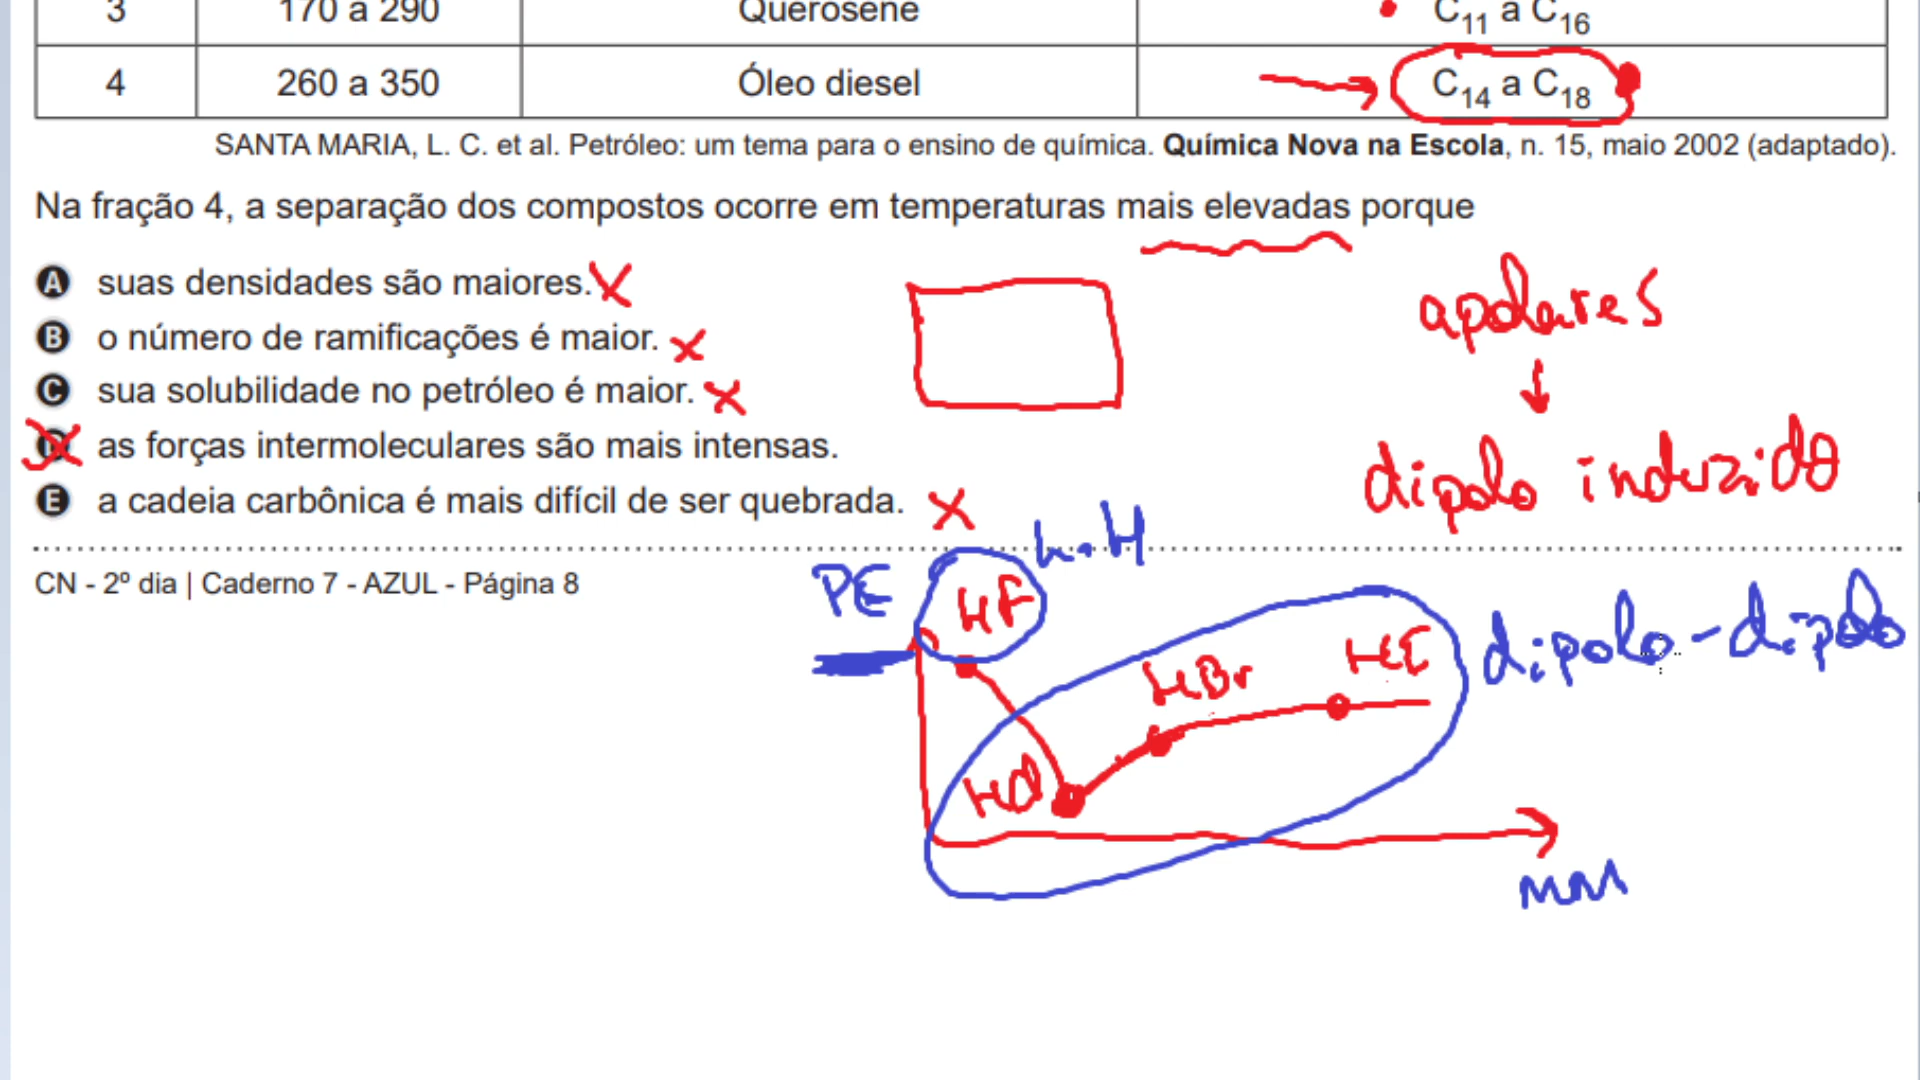 3 170 a 290 Querosene C11 a C16
4 260 a 350 Óleo diesel C14 a C18
SANTA MARIA, L. C. et al. Petróleo: um tema para o ensino de química. Química Nova na Escola, n. 15, maio 2002 (adaptado).
Na fração 4, a separação dos compostos ocorre em temperaturas mais elevadas porque
A suas densidades são maiores.
B o número de ramificações é maior.
C sua solubilidade no petróleo é maior.
D as forças intermoleculares são mais intensas.
E a cadeia carbônica é mais difícil de ser quebrada.
apolares
dipolo induzido
CN - 2º dia | Caderno 7 - AZUL - Página 8
PE
HF
L.H
dipolo-dipolo
HBr
HI
HCl
MM